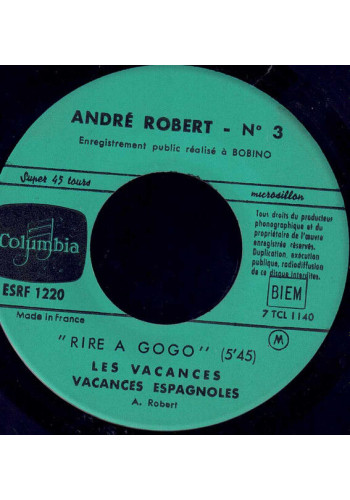 ANDRÉ ROBERT - N° 3
Enregistrement public réalisé à BOBINO
Super 45 tours
microsillon
Columbia
ESRF 1220
Made in France
Tous droits du producteur
phonographique et du
propriétaire de l'œuvre
enregistrée réservés.
Duplication, exécution
publique, radiodiffusion
de ce disque interdites.
BIEM
7 TCL 1140
M
"RIRE A GOGO" (5'45)
LES VACANCES
VACANCES ESPAGNOLES
A. Robert